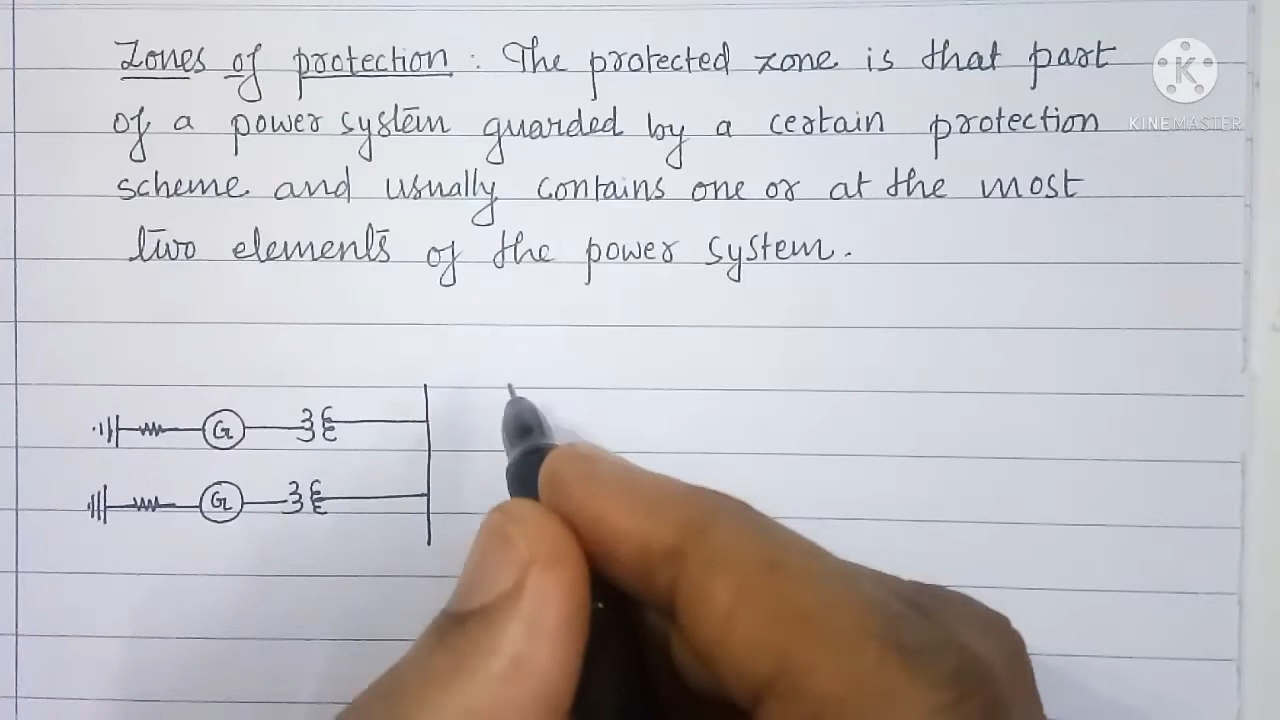 Zones of protection : The protected zone is that part
of a power system guarded by a certain protection
scheme and usually contains one or at the most
two elements of the power system.
K
KINEMASTER
G
G